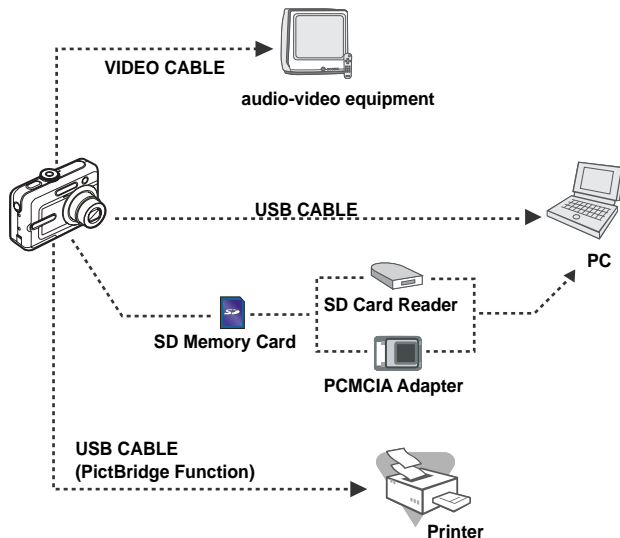 VIDEO CABLE
audio-video equipment
USB CABLE
PC
SD Card Reader
SD
SD Memory Card
PCMCIA Adapter
USB CABLE
(PictBridge Function)
Printer